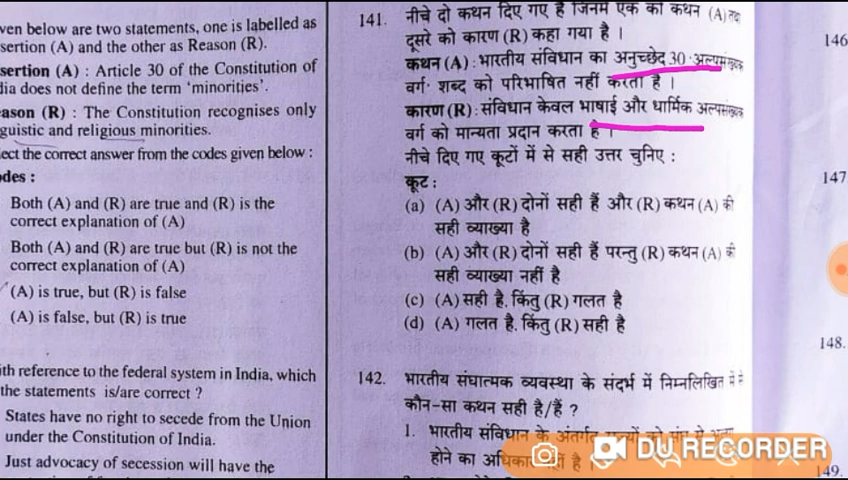 ven below are two statements, one is labelled as
sertion (A) and the other as Reason (R).
sertion (A) : Article 30 of the Constitution of
dia does not define the term 'minorities'.
ason (R) : The Constitution recognises only
guistic and religious minorities.
ect the correct answer from the codes given below :
des :
Both (A) and (R) are true and (R) is the
correct explanation of (A)
Both (A) and (R) are true but (R) is not the
correct explanation of (A)
(A) is true, but (R) is false
(A) is false, but (R) is true
ith reference to the federal system in India, which
the statements is/are correct ?
States have no right to secede from the Union
under the Constitution of India.
Just advocacy of secession will have the
141. नीचे दो कथन दिए गए हैं जिनमें एक को कथन (A) तथा
दूसरे को कारण (R) कहा गया है ।
कथन (A) : भारतीय संविधान का अनुच्छेद 30 अल्पसंख्यक
वर्ग शब्द को परिभाषित नहीं करता है ।
कारण (R) : संविधान केवल भाषाई और धार्मिक अल्पसंख्यक
वर्ग को मान्यता प्रदान करता है ।
नीचे दिए गए कूटों में से सही उत्तर चुनिए :
कूट :
(a) (A) और (R) दोनों सही हैं और (R) कथन (A) की
सही व्याख्या है
(b) (A) और (R) दोनों सही हैं परन्तु (R) कथन (A) की
सही व्याख्या नहीं है
(c) (A) सही है, किंतु (R) गलत है
(d) (A) गलत है, किंतु (R) सही है
142. भारतीय संघात्मक व्यवस्था के संदर्भ में निम्नलिखित में से
कौन-सा कथन सही है/हैं ?
1. भारतीय संविधान के अंतर्गत
होने का अधिकार नहीं है ।
146
147
148.
149.
DU RECORDER